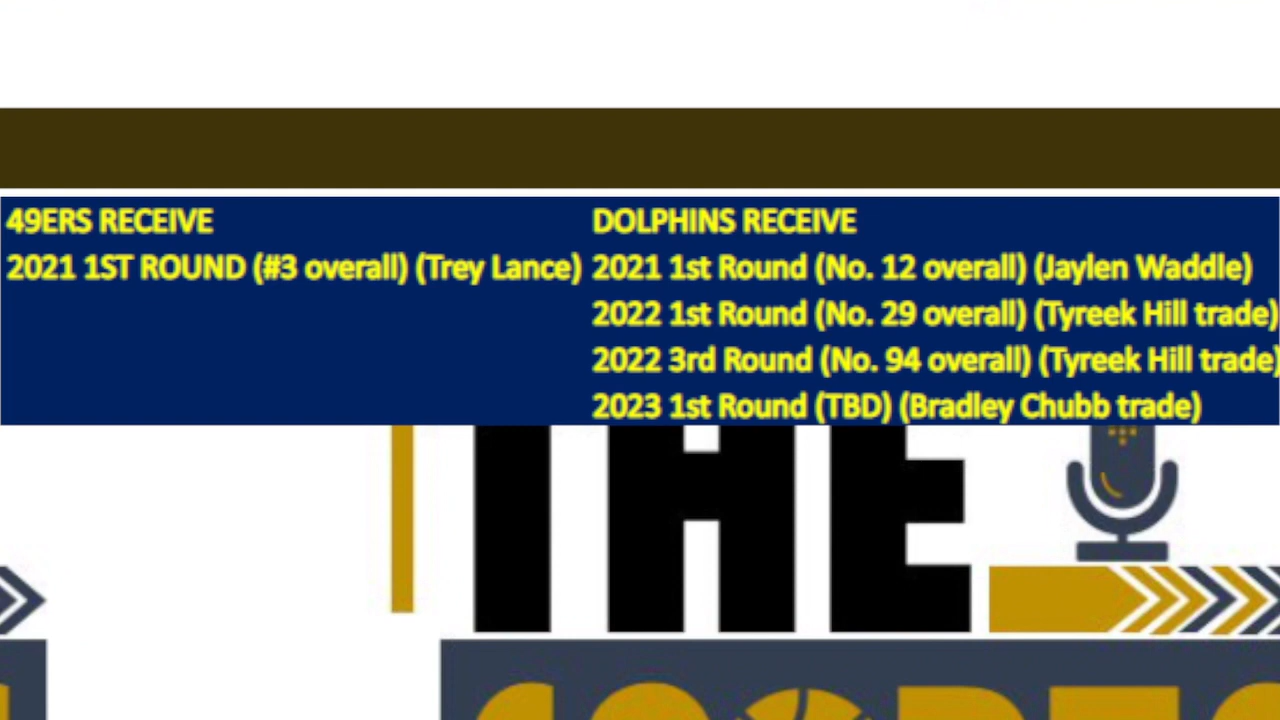 49ERS RECEIVE
2021 1ST ROUND (#3 overall) (Trey Lance)
DOLPHINS RECEIVE
2021 1st Round (No. 12 overall) (Jaylen Waddle)
2022 1st Round (No. 29 overall) (Tyreek Hill trade)
2022 3rd Round (No. 94 overall) (Tyreek Hill trade)
2023 1st Round (TBD) (Bradley Chubb trade)
THE